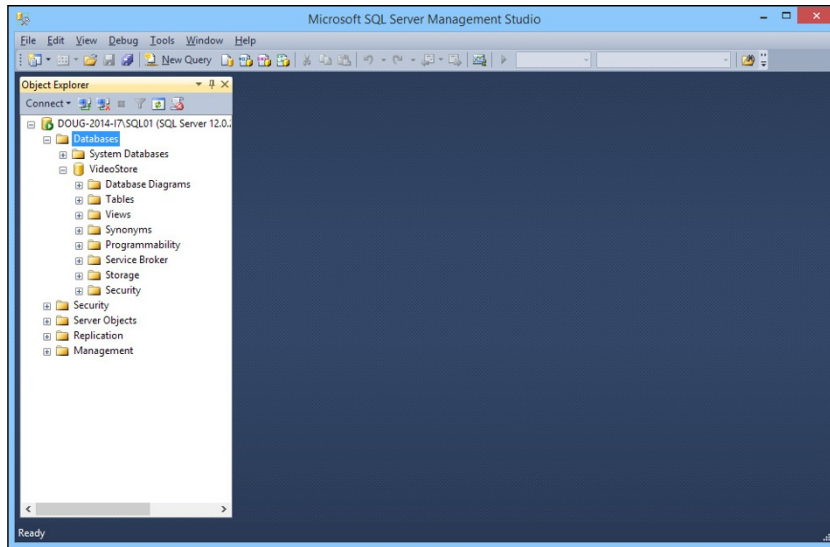 Microsoft SQL Server Management Studio
File Edit View Debug Tools Window Help
New Query
Object Explorer
Connect
DOUG-2014-I7\SQL01 (SQL Server 12.0.
Databases
System Databases
VideoStore
Database Diagrams
Tables
Views
Synonyms
Programmability
Service Broker
Storage
Security
Security
Server Objects
Replication
Management
Ready